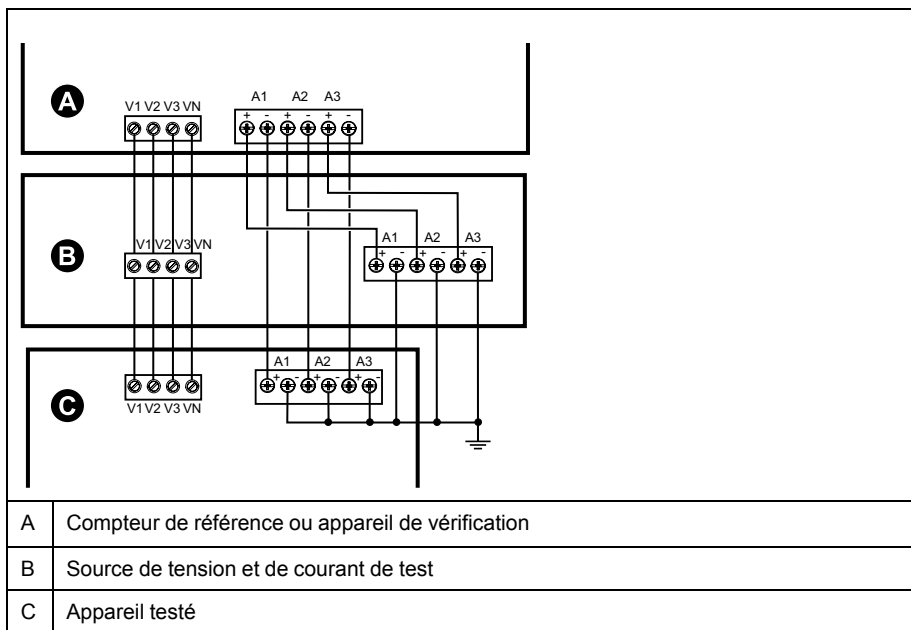 A
A1 A2 A3
V1 V2 V3 VN
+ - + - + -
B
V1 V2 V3 VN
A1 A2 A3
+ - + - + -
C
A1 A2 A3
+ - + - + -
V1 V2 V3 VN
A Compteur de référence ou appareil de vérification
B Source de tension et de courant de test
C Appareil testé